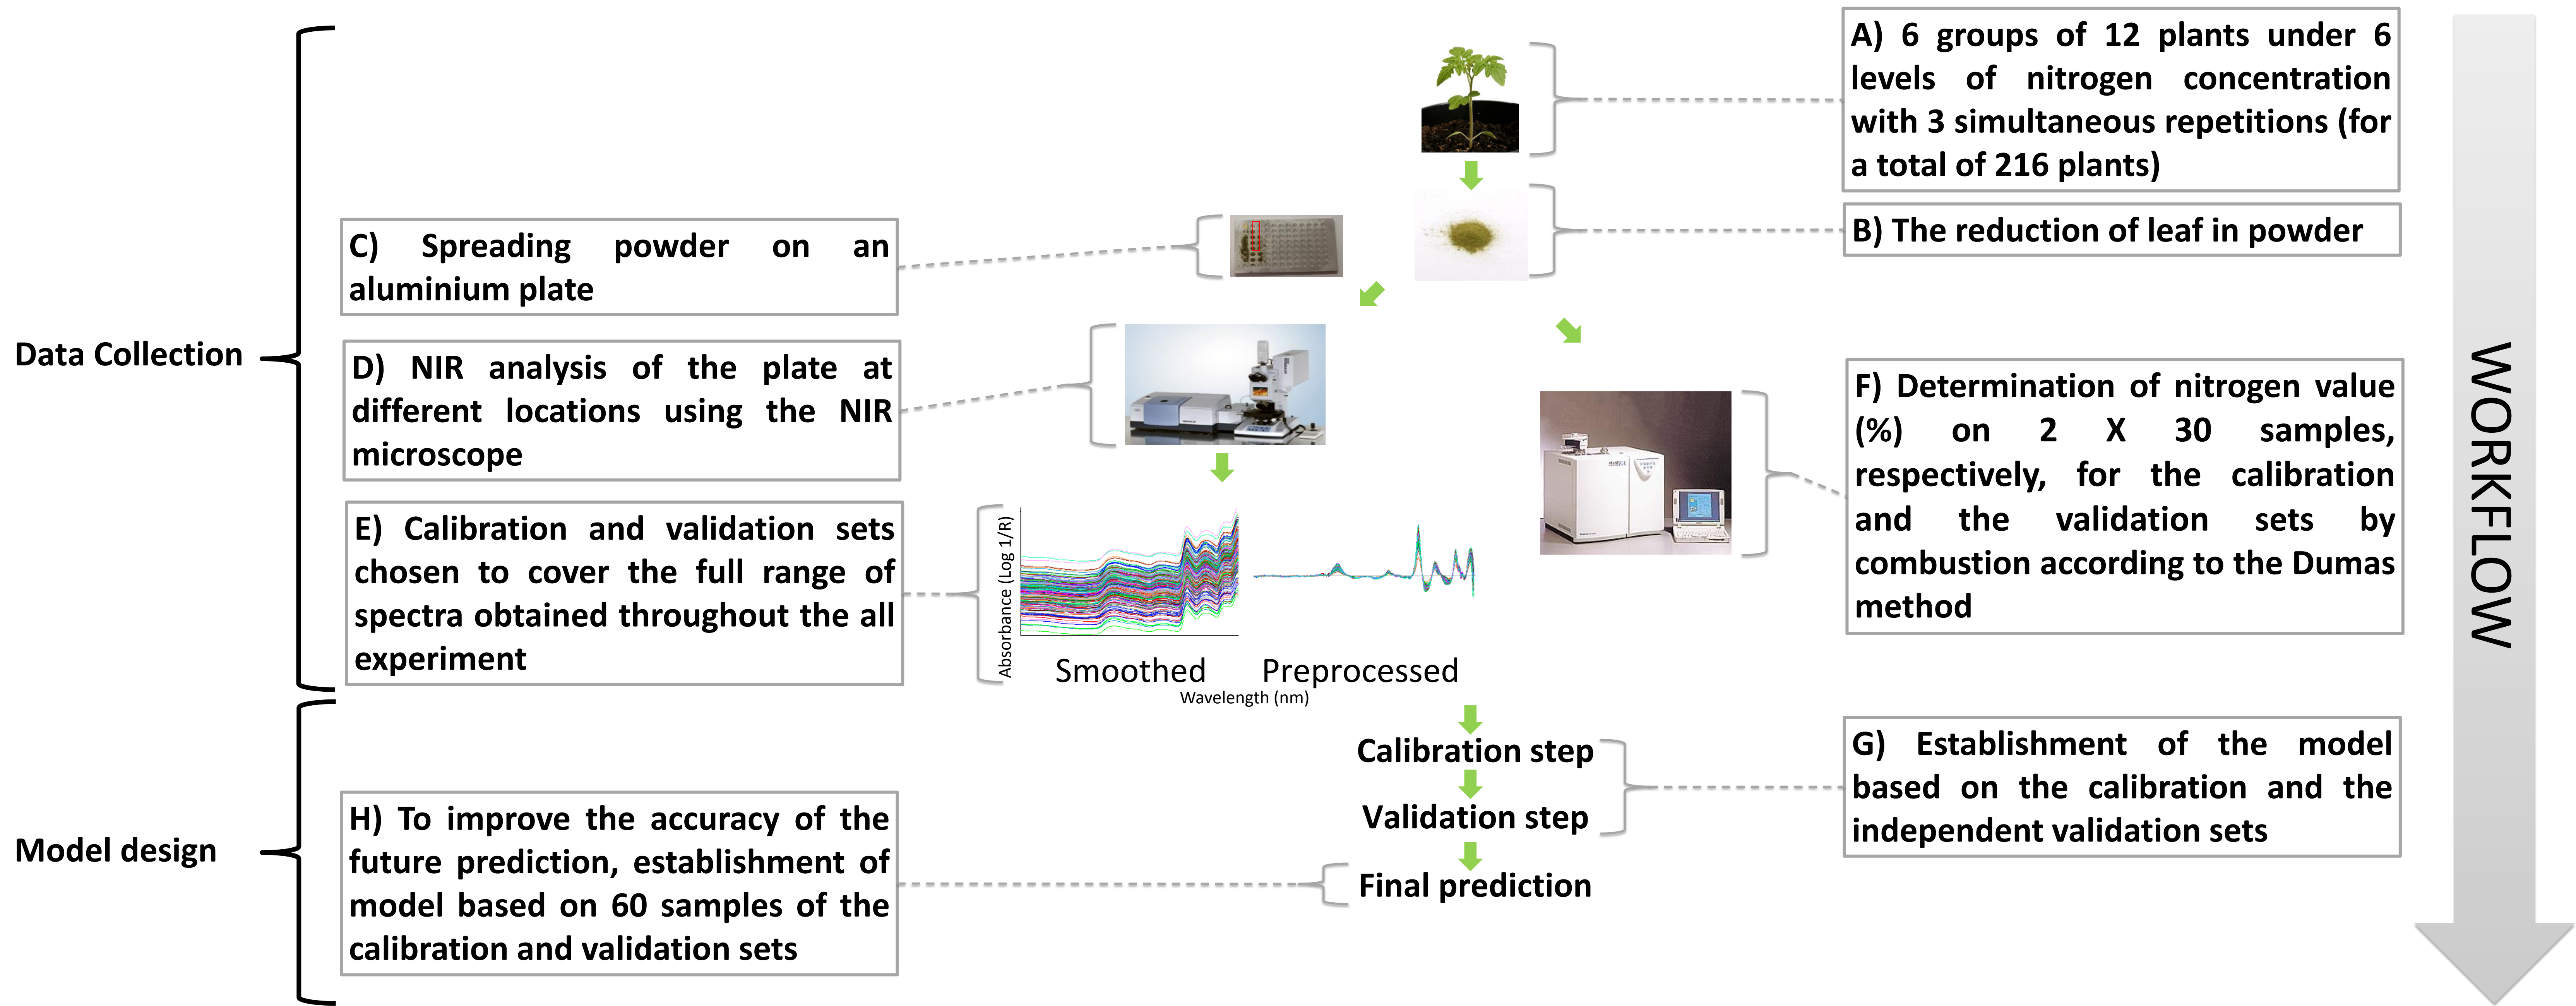 A) 6 groups of 12 plants under 6
levels of nitrogen concentration
with 3 simultaneous repetitions (for
a total of 216 plants)
B) The reduction of leaf in powder
C) Spreading powder on an
aluminium plate
Data Collection
D) NIR analysis of the plate at
different locations using the NIR
microscope
E) Calibration and validation sets
chosen to cover the full range of
spectra obtained throughout the all
experiment
Absorbance (Log 1/R)
Smoothed
Preprocessed
Wavelength (nm)
F) Determination of nitrogen value
(%) on 2 X 30 samples,
respectively, for the calibration
and the validation sets by
combustion according to the Dumas
method
WORKFLOW
Calibration step
Validation step
Final prediction
G) Establishment of the model
based on the calibration and the
independent validation sets
Model design
H) To improve the accuracy of the
future prediction, establishment of
model based on 60 samples of the
calibration and validation sets